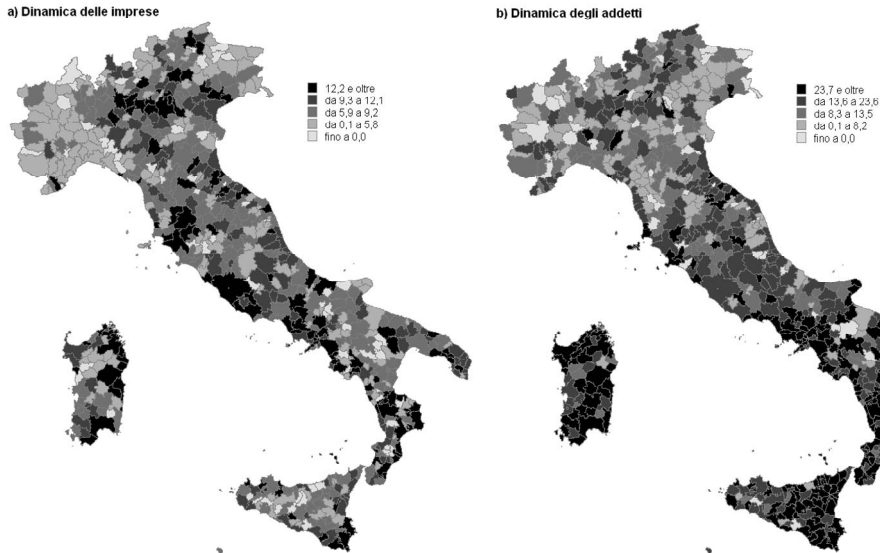 a) Dinamica delle imprese
12,2 e oltre
da 9,3 a 12,1
da 5,9 a 9,2
da 0,1 a 5,8
fino a 0,0
b) Dinamica degli addetti
23,7 e oltre
da 13,6 a 23,6
da 8,3 a 13,5
da 0,1 a 8,2
fino a 0,0